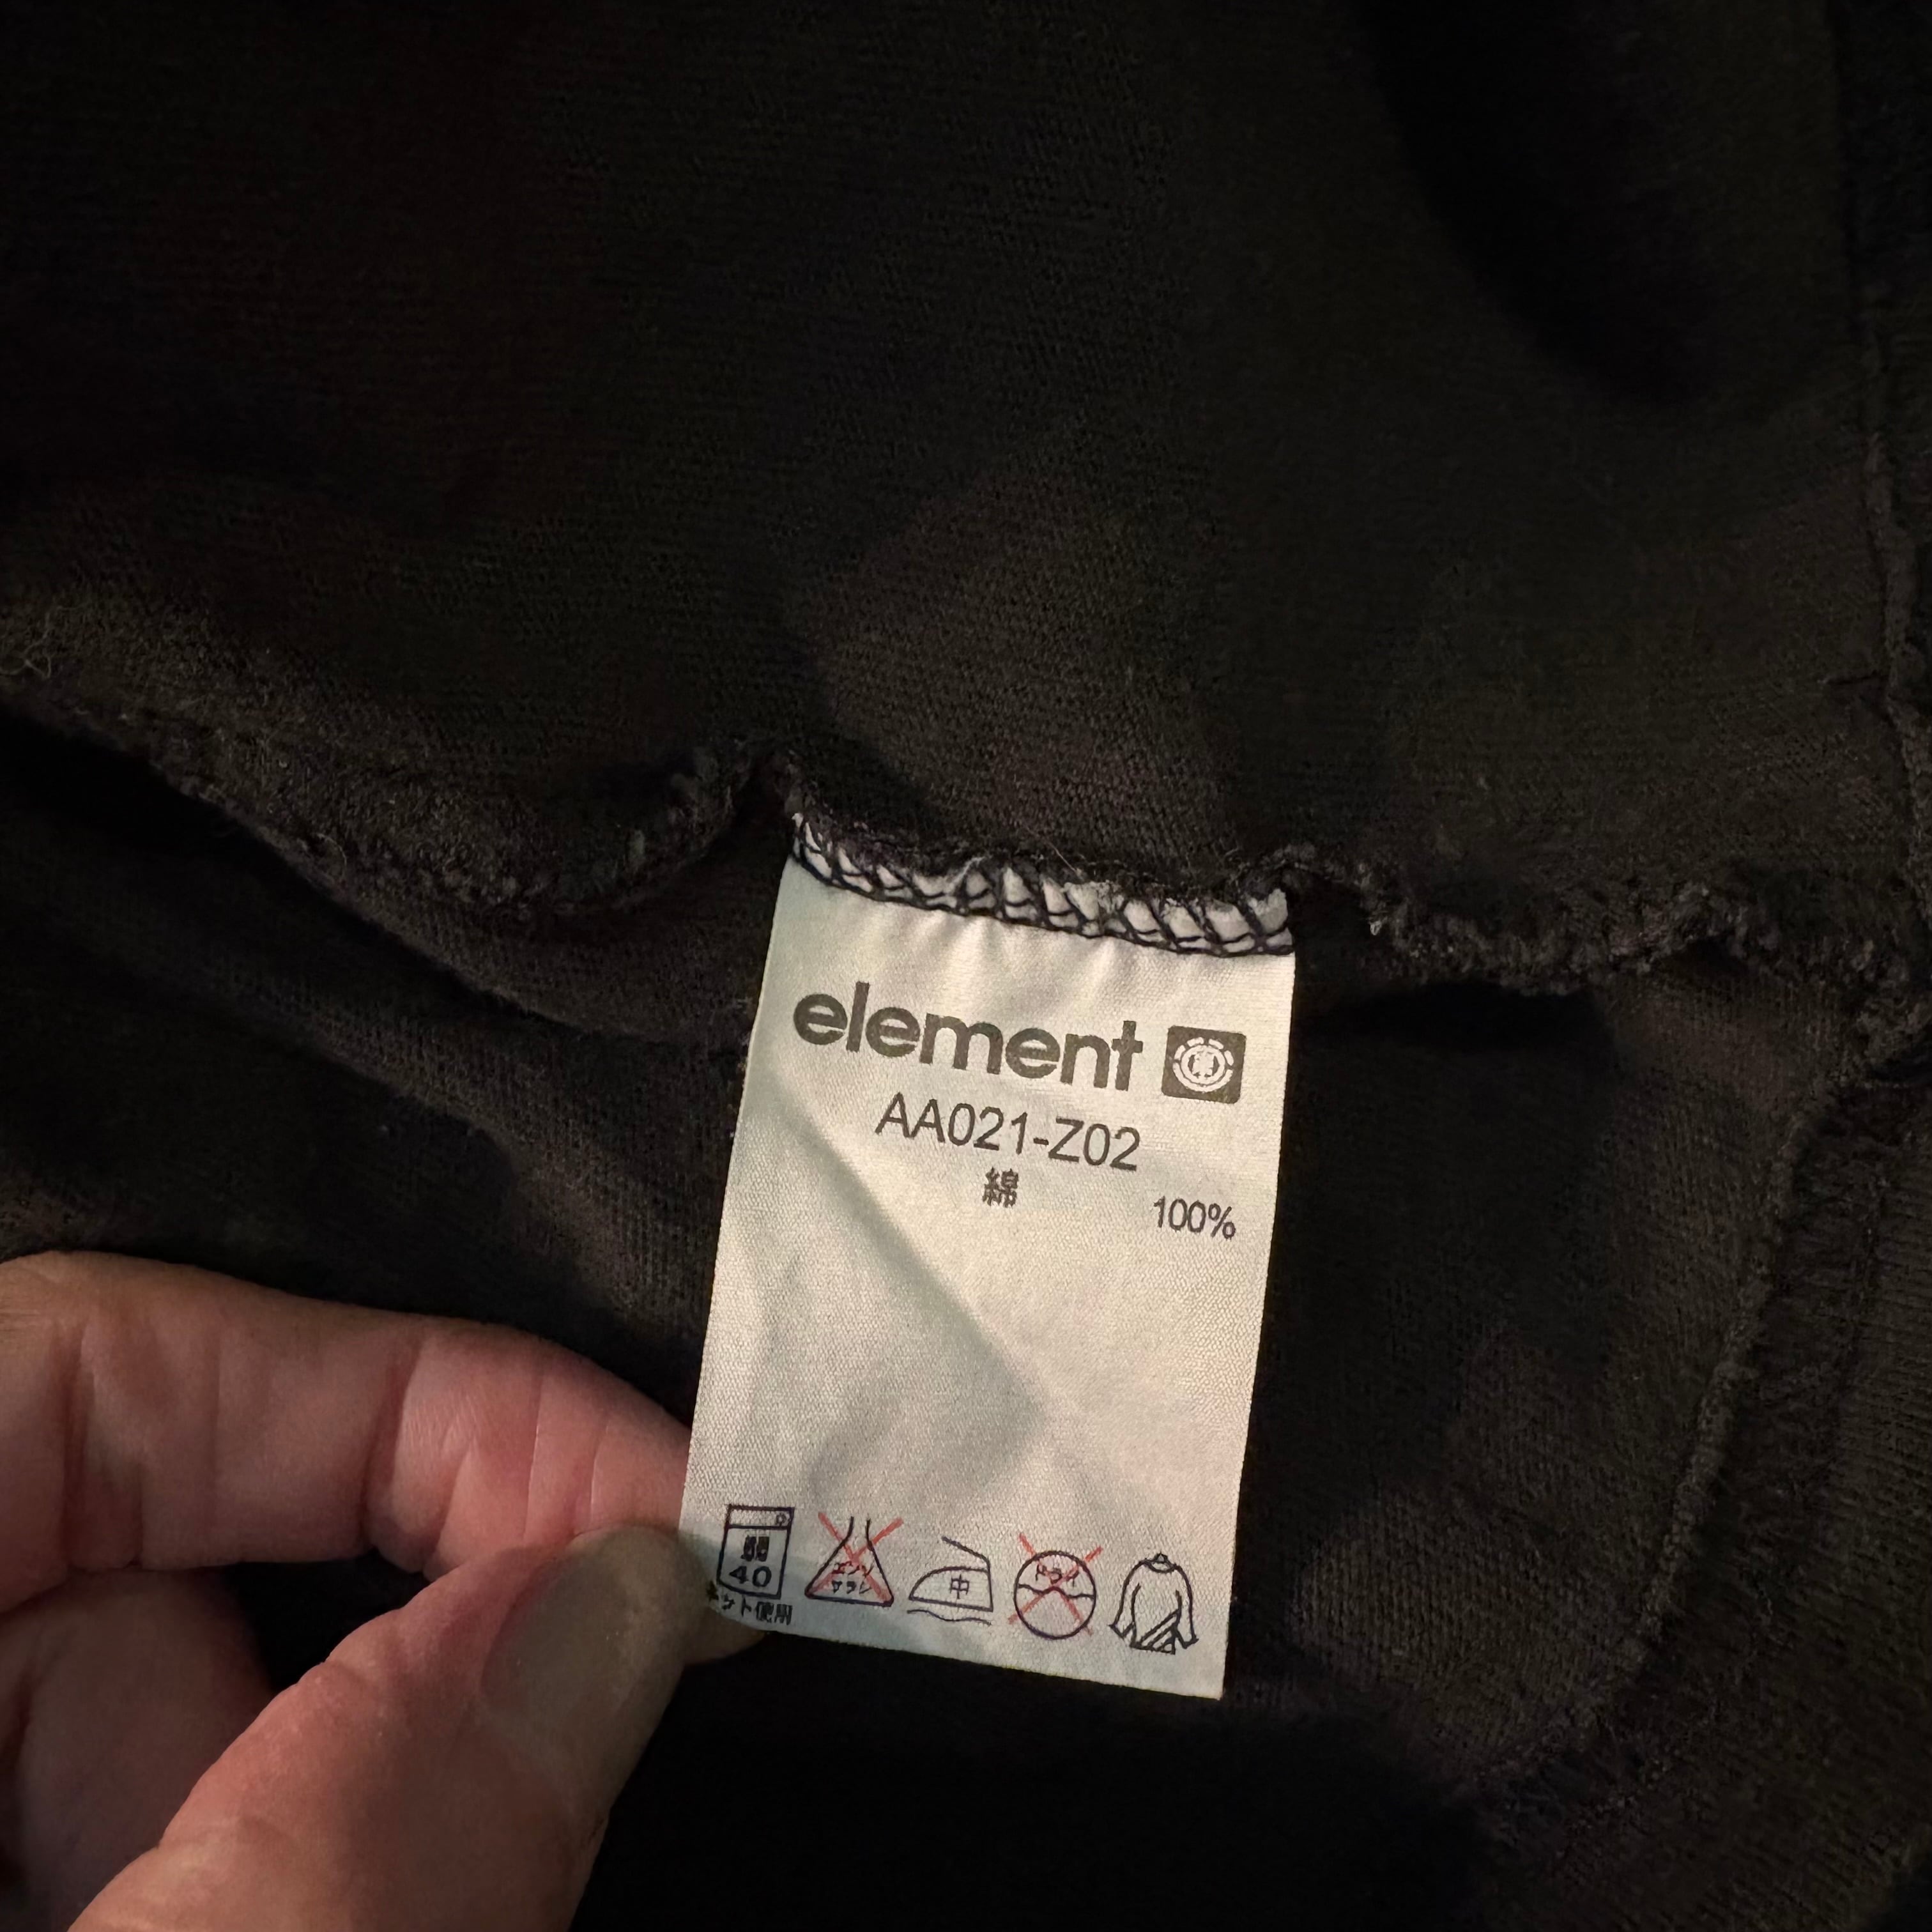 element
AA021-Z02
綿 100%
弱
40
エンソ
サラシ
中
ドライ
ネット使用